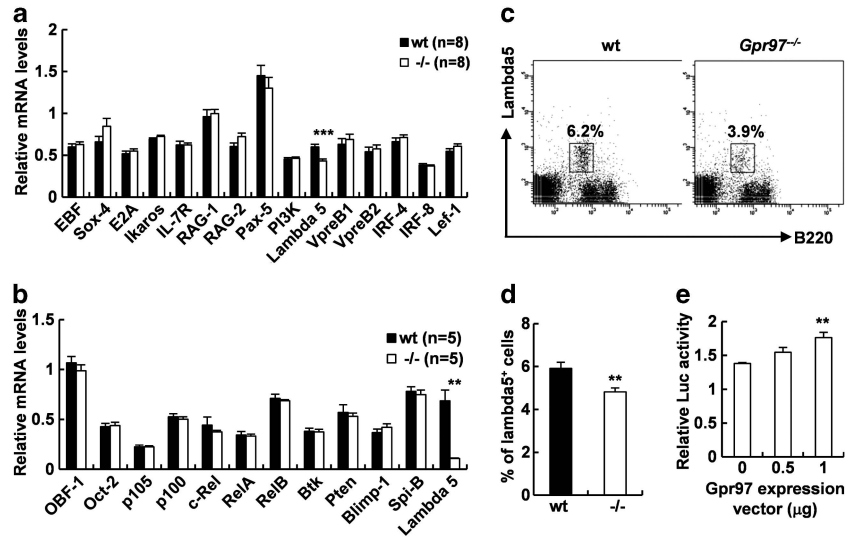 a
Relative mRNA levels
2
1.5
1
0.5
0
wt (n=8)
-/- (n=8)
***
EBF
Sox-4
E2A
Ikaros
IL-7R
RAG-1
RAG-2
Pax-5
PI3K
Lambda 5
VpreB1
VpreB2
IRF-4
IRF-8
Lef-1
b
Relative mRNA levels
1.5
1
0.5
0
wt (n=5)
-/- (n=5)
**
OBF-1
Oct-2
p105
p100
c-Rel
RelA
RelB
Btk
Pten
Blimp-1
Spi-B
Lambda 5
c
wt
Gpr97-/-
Lambda5
6.2%
3.9%
B220
d
% of lambda5+ cells
8
6
4
2
0
**
wt
-/-
e
Relative Luc activity
2
1.5
1
0.5
0
**
0 0.5 1
Gpr97 expression
vector (μg)